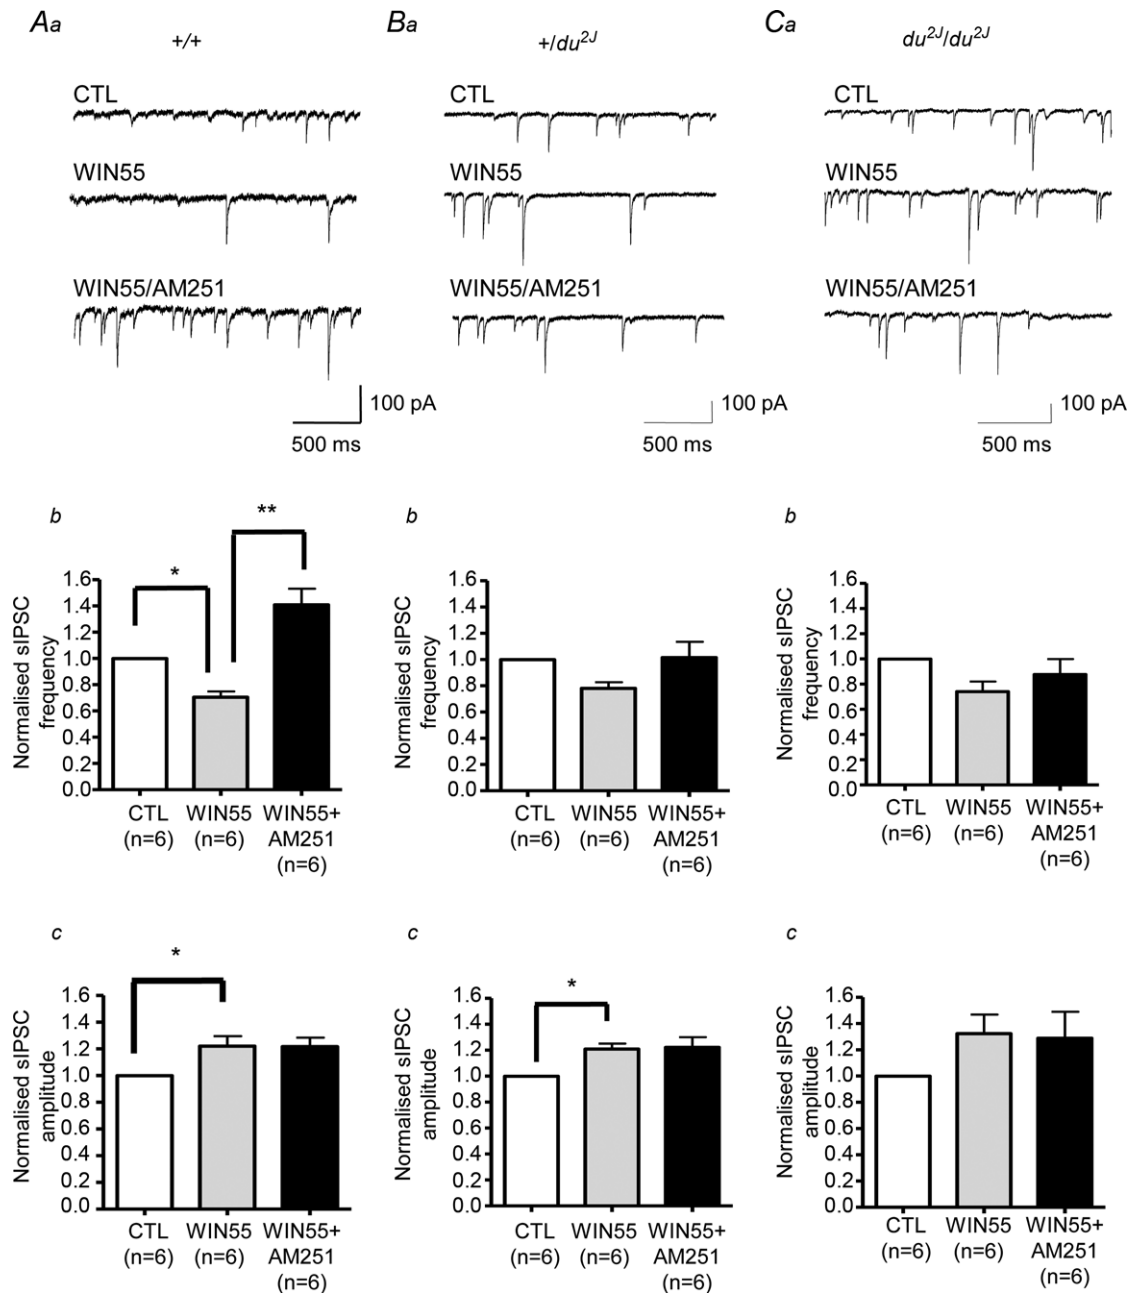 Aa
+/+
CTL
WIN55
WIN55/AM251
100 pA
500 ms
Ba
+/du2J
CTL
WIN55
WIN55/AM251
100 pA
500 ms
Ca
du2J/du2J
CTL
WIN55
WIN55/AM251
100 pA
500 ms
b
*
**
Normalised sIPSC
frequency
1.6
1.4
1.2
1.0
0.8
0.6
0.4
0.2
0.0
CTL
(n=6)
WIN55
(n=6)
WIN55+
AM251
(n=6)
b
Normalised sIPSC
frequency
1.6
1.4
1.2
1.0
0.8
0.6
0.4
0.2
0.0
CTL
(n=6)
WIN55
(n=6)
WIN55+
AM251
(n=6)
b
Normalised sIPSC
frequency
1.6
1.4
1.2
1.0
0.8
0.6
0.4
0.2
0.0
CTL
(n=6)
WIN55
(n=6)
WIN55+
AM251
(n=6)
c
*
Normalised sIPSC
amplitude
1.6
1.4
1.2
1.0
0.8
0.6
0.4
0.2
0.0
CTL
(n=6)
WIN55
(n=6)
WIN55+
AM251
(n=6)
c
*
Normalised sIPSC
amplitude
1.6
1.4
1.2
1.0
0.8
0.6
0.4
0.2
0.0
CTL
(n=6)
WIN55
(n=6)
WIN55+
AM251
(n=6)
c
Normalised sIPSC
amplitude
1.6
1.4
1.2
1.0
0.8
0.6
0.4
0.2
0.0
CTL
(n=6)
WIN55
(n=6)
WIN55+
AM251
(n=6)